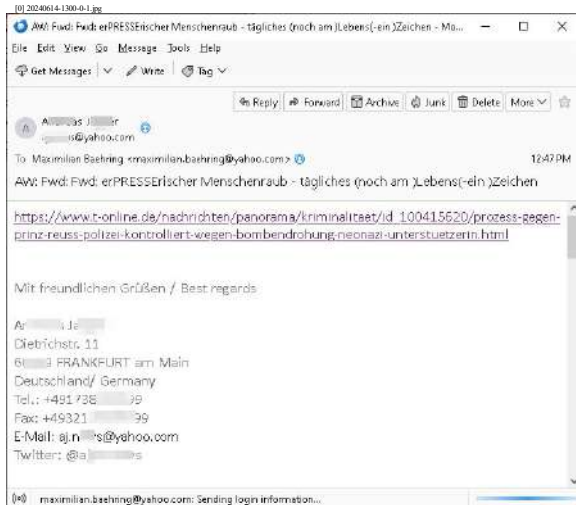 [0] 20240614-1300-0-1.jpg
AW: Fwd: Fwd: erPRESSErischer Menschenraub - tägliches (noch am )Lebens(-ein )Zeichen - Mo...
File Edit View Go Message Tools Help
Get Messages Write Tag
Reply Forward Archive Junk Delete More
A
@yahoo.com
To Maximilian Baehring <maximilian.baehring@yahoo.com> 12:47 PM
AW: Fwd: Fwd: erPRESSErischer Menschenraub - tägliches (noch am )Lebens(-ein )Zeichen
https://www.t-online.de/nachrichten/panorama/kriminalitaet/id_100415620/prozess-gegen-
prinz-reuss-polizei-kontrolliert-wegen-bombendrohung-neonazi-unterstuetzerin.html
Mit freundlichen Grüßen / Best regards
Dietrichstr. 11
FRANKFURT am Main
Deutschland/ Germany
Tel.: +491738 99
Fax: +49321 99
E-Mail: aj.n rs@yahoo.com
Twitter: @a s
maximilian.baehring@yahoo.com: Sending login information...